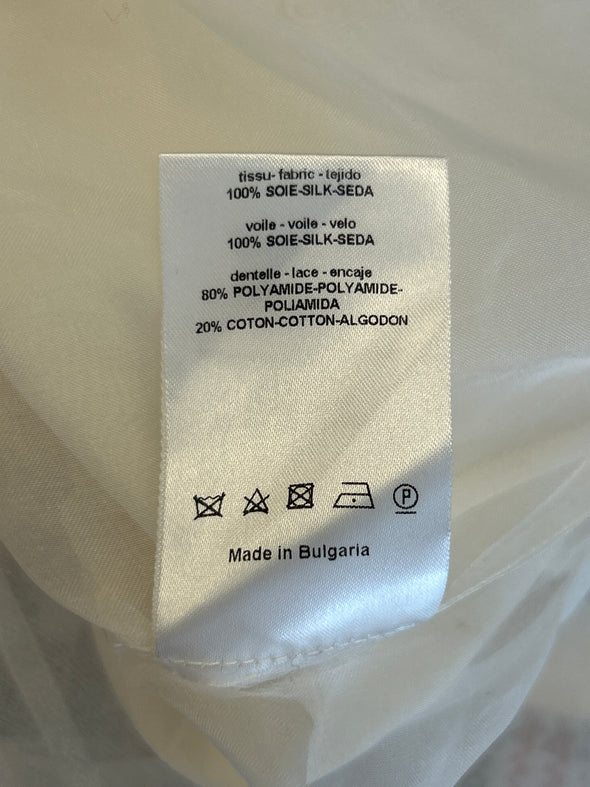 tissu- fabric - tejido
100% SOIE-SILK-SEDA
voile - voile - velo
100% SOIE-SILK-SEDA
dentelle - lace - encaje
80% POLYAMIDE-POLYAMIDE-
POLIAMIDA
20% COTON-COTTON-ALGODON
P
Made in Bulgaria